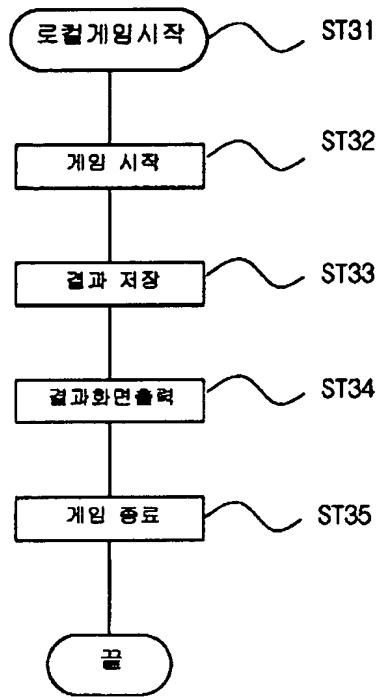 로컬게임시작 ST31
게임 시작 ST32
결과 저장 ST33
결과화면출력 ST34
게임 종료 ST35
끝